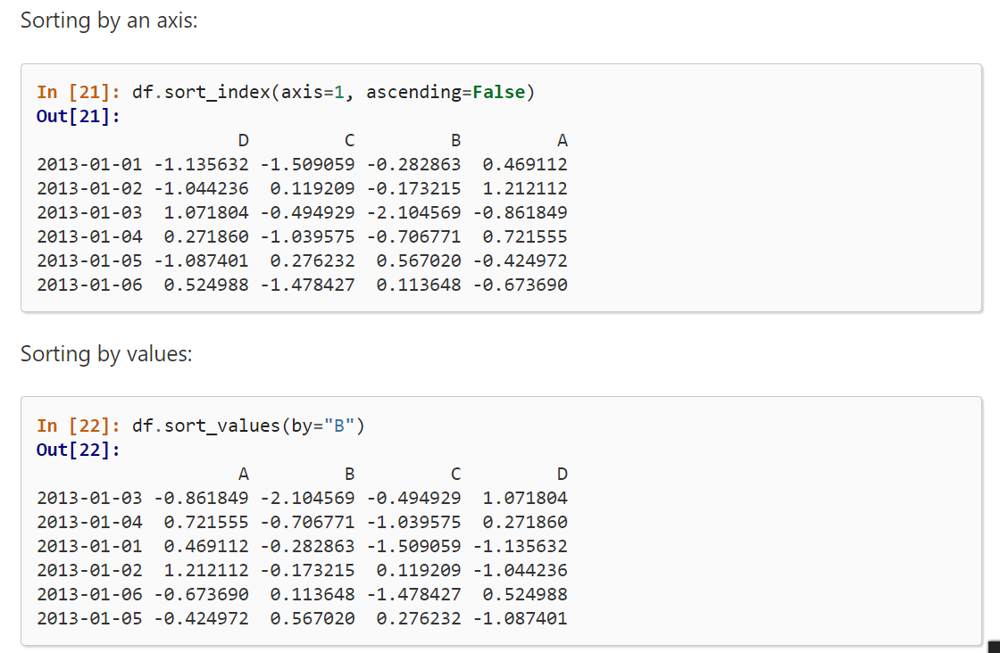 Sorting by an axis:
In [21]: df.sort_index(axis=1, ascending=False)
Out[21]:
                   D         C         B         A
2013-01-01 -1.135632 -1.509059 -0.282863  0.469112
2013-01-02 -1.044236  0.119209 -0.173215  1.212112
2013-01-03  1.071804 -0.494929 -2.104569 -0.861849
2013-01-04  0.271860 -1.039575 -0.706771  0.721555
2013-01-05 -1.087401  0.276232  0.567020 -0.424972
2013-01-06  0.524988 -1.478427  0.113648 -0.673690
Sorting by values:
In [22]: df.sort_values(by="B")
Out[22]:
                   A         B         C         D
2013-01-03 -0.861849 -2.104569 -0.494929  1.071804
2013-01-04  0.721555 -0.706771 -1.039575  0.271860
2013-01-01  0.469112 -0.282863 -1.509059 -1.135632
2013-01-02  1.212112 -0.173215  0.119209 -1.044236
2013-01-06 -0.673690  0.113648 -1.478427  0.524988
2013-01-05 -0.424972  0.567020  0.276232 -1.087401